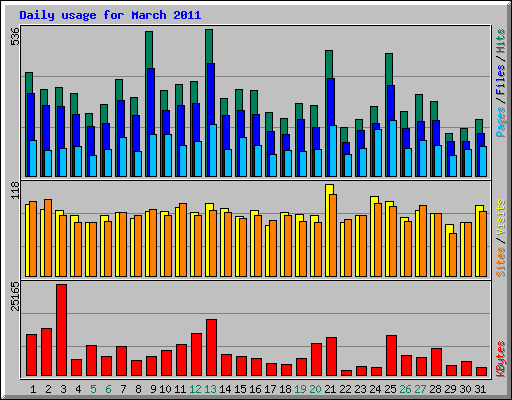 Daily usage for March 2011
536
Pages / Files / Hits
118
Sites / Visits
25165
KBytes
1 2 3 4 5 6 7 8 9 10 11 12 13 14 15 16 17 18 19 20 21 22 23 24 25 26 27 28 29 30 31